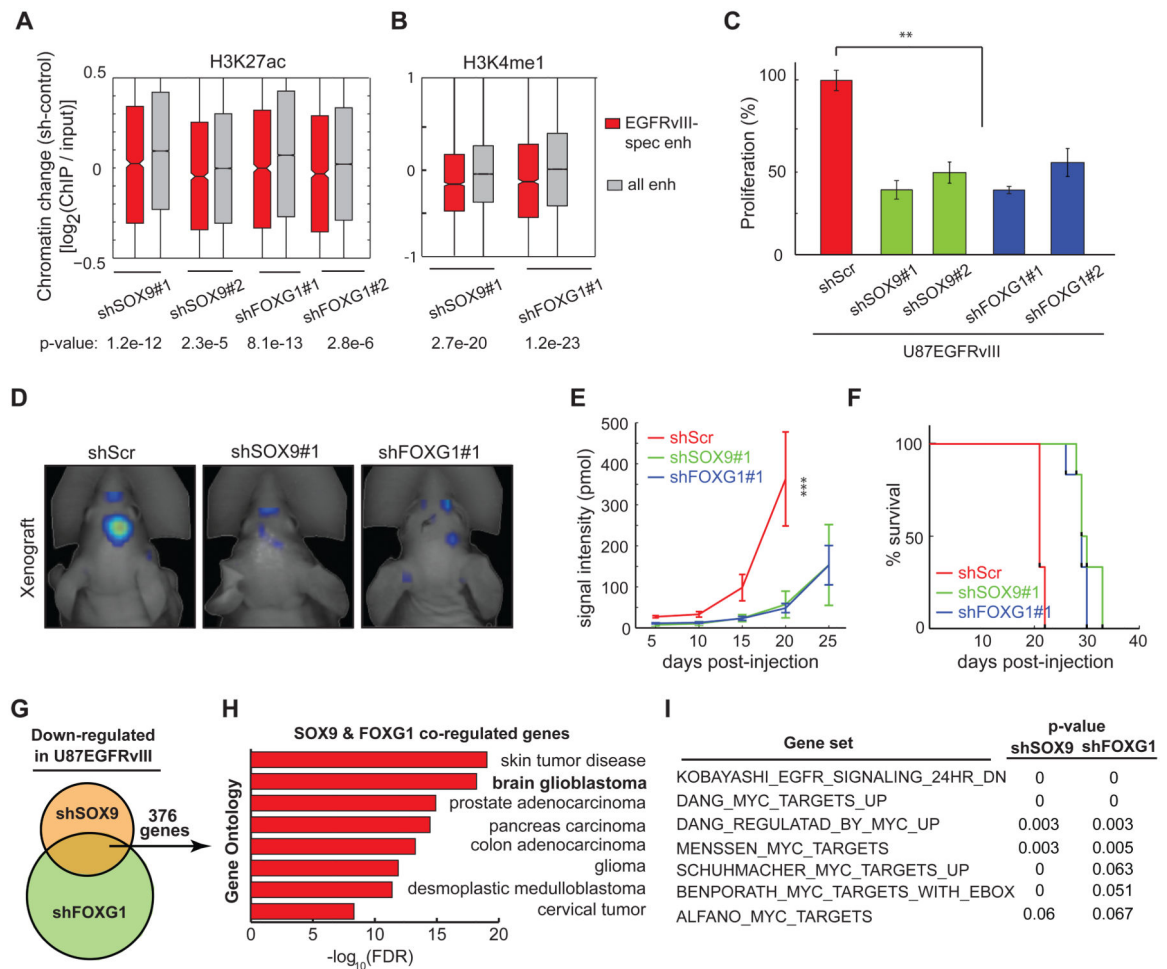 A
H3K27ac
Chromatin change (sh-control)
[log2(ChIP / input)]
0.5
0
−0.5
shSOX9#1
shSOX9#2
shFOXG1#1
shFOXG1#2
p-value: 1.2e-12 2.3e-5 8.1e-13 2.8e-6
B
H3K4me1
1
0
-1
shSOX9#1
shFOXG1#1
2.7e-20 1.2e-23
EGFRvIII-
spec enh
all enh
C
**
Proliferation (%)
100
50
0
shScr
shSOX9#1
shSOX9#2
shFOXG1#1
shFOXG1#2
U87EGFRvIII
D
shScr shSOX9#1 shFOXG1#1
Xenograft
E
signal intensity (pmol)
500
450
400
350
300
250
200
150
100
50
0
shScr
shSOX9#1
shFOXG1#1
***
5 10 15 20 25
days post-injection
F
% survival
100
50
0
shScr
shSOX9#1
shFOXG1#1
10 20 30 40
days post-injection
G
Down-regulated
in U87EGFRvIII
shSOX9
shFOXG1
376
genes
H
SOX9 & FOXG1 co-regulated genes
Gene Ontology
skin tumor disease
brain glioblastoma
prostate adenocarcinoma
pancreas carcinoma
colon adenocarcinoma
glioma
desmoplastic medulloblastoma
cervical tumor
0 5 10 15 20
-log10(FDR)
I
p-value
Gene set shSOX9 shFOXG1
KOBAYASHI_EGFR_SIGNALING_24HR_DN 0 0
DANG_MYC_TARGETS_UP 0 0
DANG_REGULATAD_BY_MYC_UP 0.003 0.003
MENSSEN_MYC_TARGETS 0.003 0.005
SCHUHMACHER_MYC_TARGETS_UP 0 0.063
BENPORATH_MYC_TARGETS_WITH_EBOX 0 0.051
ALFANO_MYC_TARGETS 0.06 0.067